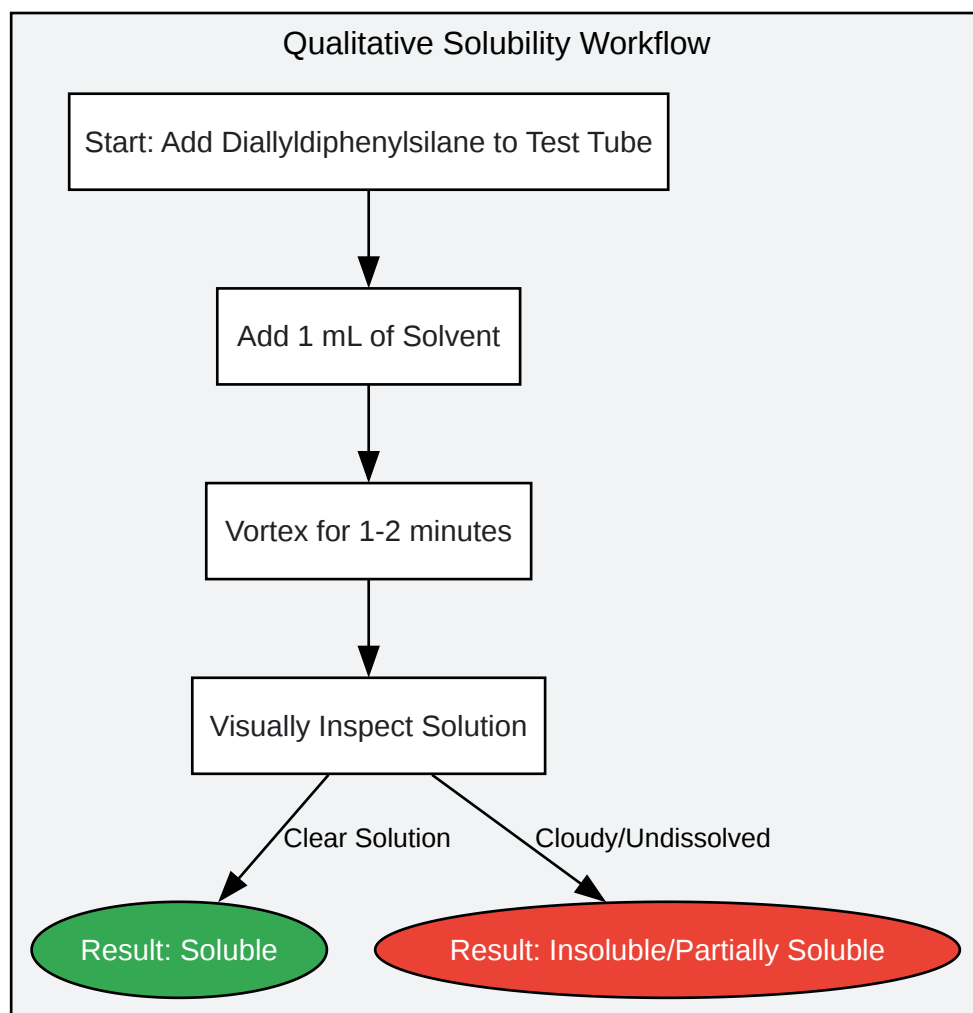 Qualitative Solubility Workflow
Start: Add Diallyldiphenylsilane to Test Tube
Add 1 mL of Solvent
Vortex for 1-2 minutes
Visually Inspect Solution
Clear Solution
Cloudy/Undissolved
Result: Soluble
Result: Insoluble/Partially Soluble